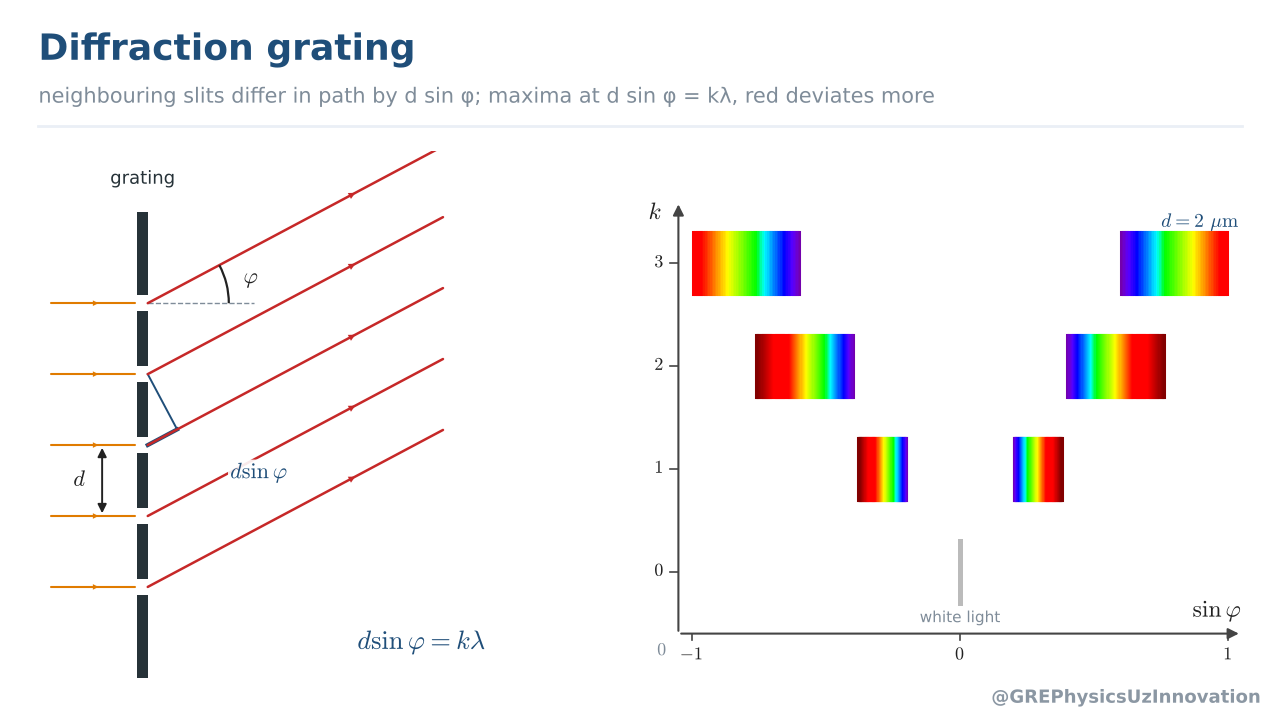 Diffraction grating
neighbouring slits differ in path by d sin φ; maxima at d sin φ = kλ, red deviates more
grating
φ
d
d sin φ
d sin φ = kλ
k
d = 2 μm
3
2
1
0
white light
sin φ
0
−1
0
1
@GREPhysicsUzInnovation